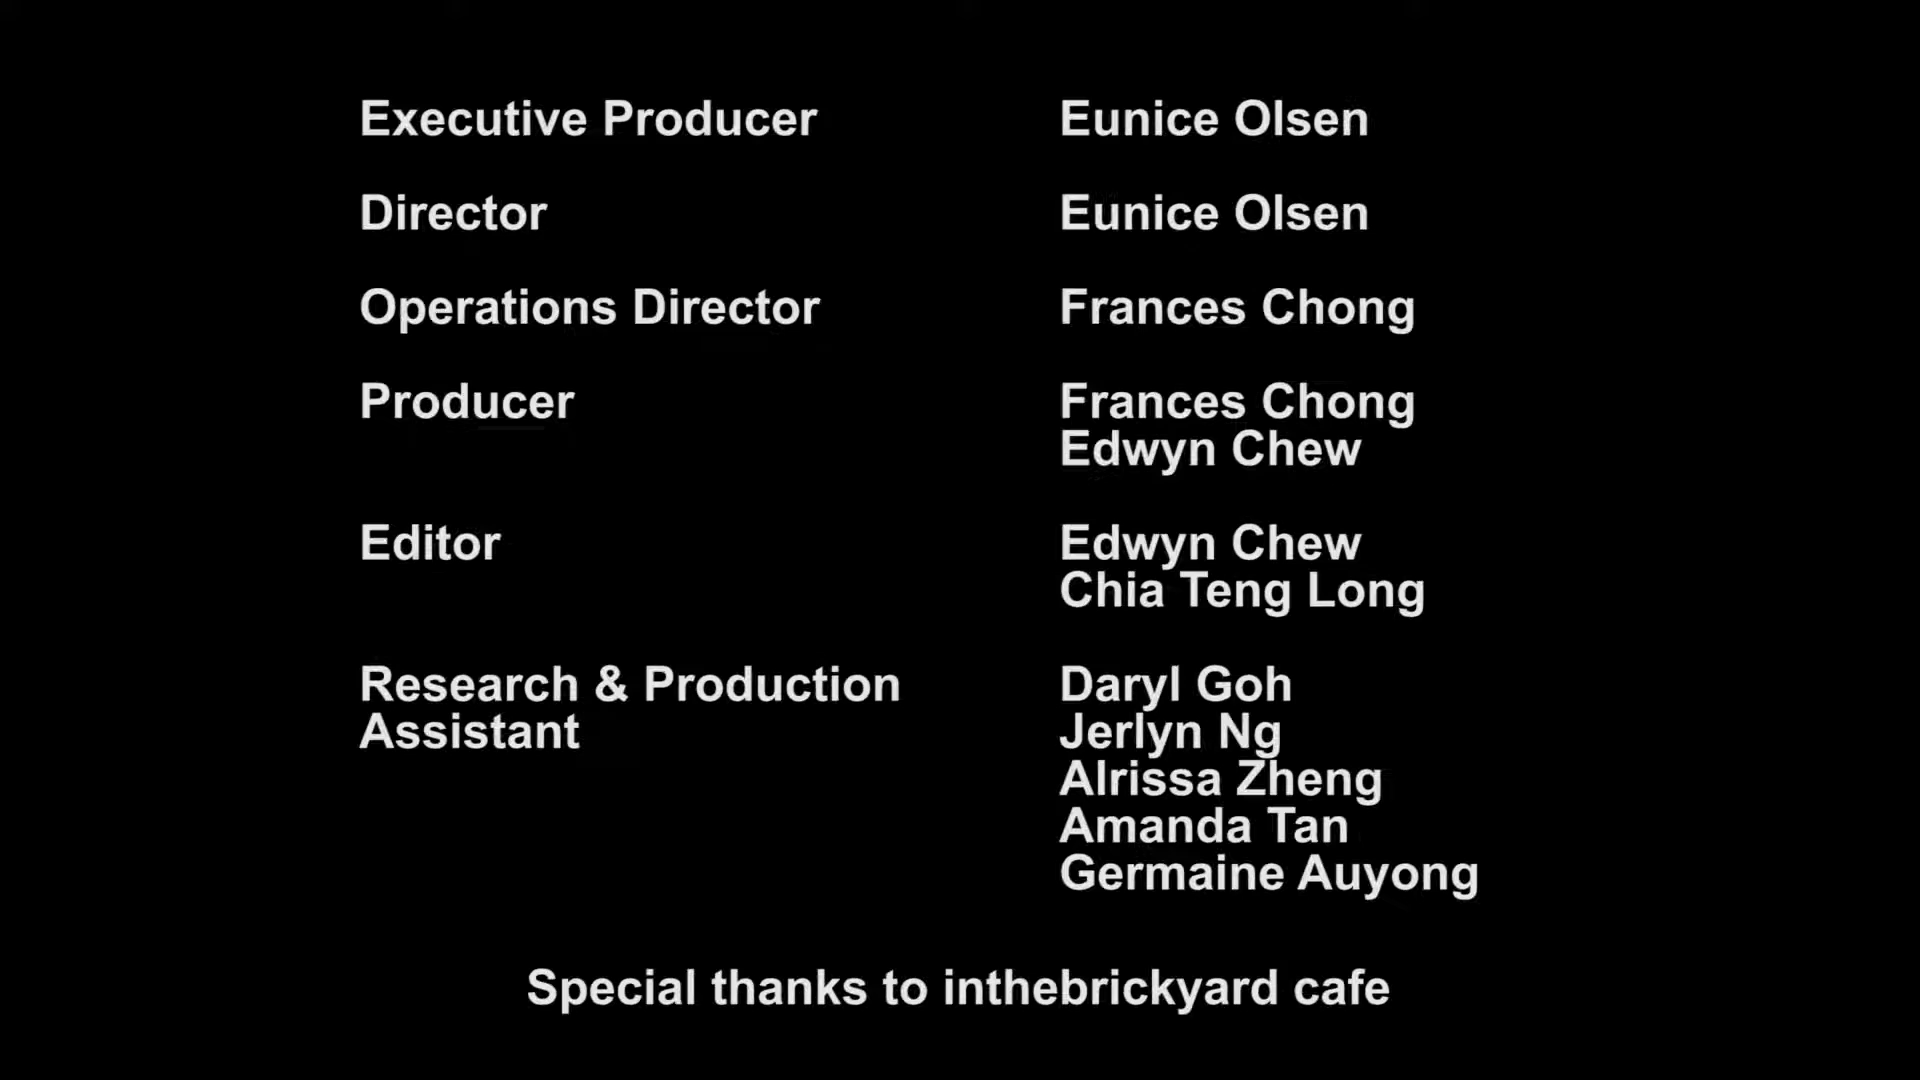 Executive Producer Eunice Olsen
Director Eunice Olsen
Operations Director Frances Chong
Producer Frances Chong
Edwyn Chew
Editor Edwyn Chew
Chia Teng Long
Research & Production Daryl Goh
Assistant Jerlyn Ng
Alrissa Zheng
Amanda Tan
Germaine Auyong
Special thanks to inthebrickyard cafe